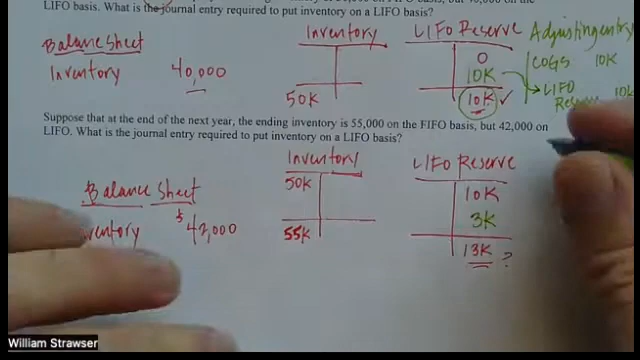 LIFO basis. What is the journal entry required to put inventory on a LIFO basis?
Balance Sheet
Inventory 40,000
Inventory
50K
LIFO Reserve
0
10K
10K ✓
Adjusting entry
COGS 10K
LIFO
Reserve 10K
Suppose that at the end of the next year, the ending inventory is 55,000 on the FIFO basis, but 42,000 on
LIFO. What is the journal entry required to put inventory on a LIFO basis?
Balance Sheet
$
42,000
Inventory
50K
55K
LIFO Reserve
10K
3K
13K ?
William Strawser